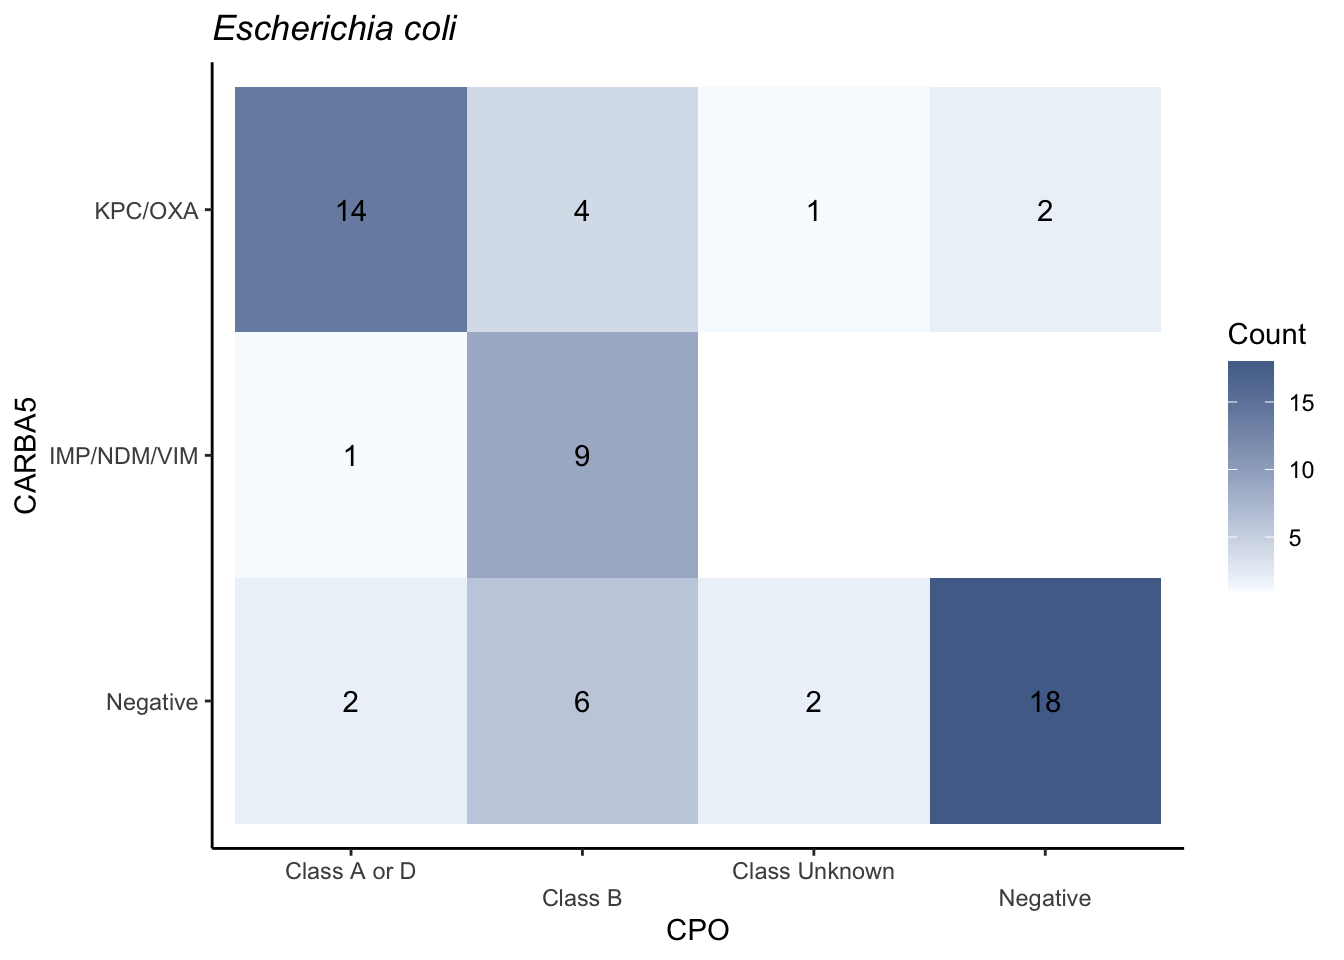 Escherichia coli
KPC/OXA
14
4
1
2
IMP/NDM/VIM
1
9
Negative
2
6
2
18
CARBA5
Class A or D
Class B
Class Unknown
Negative
CPO
Count
15
10
5